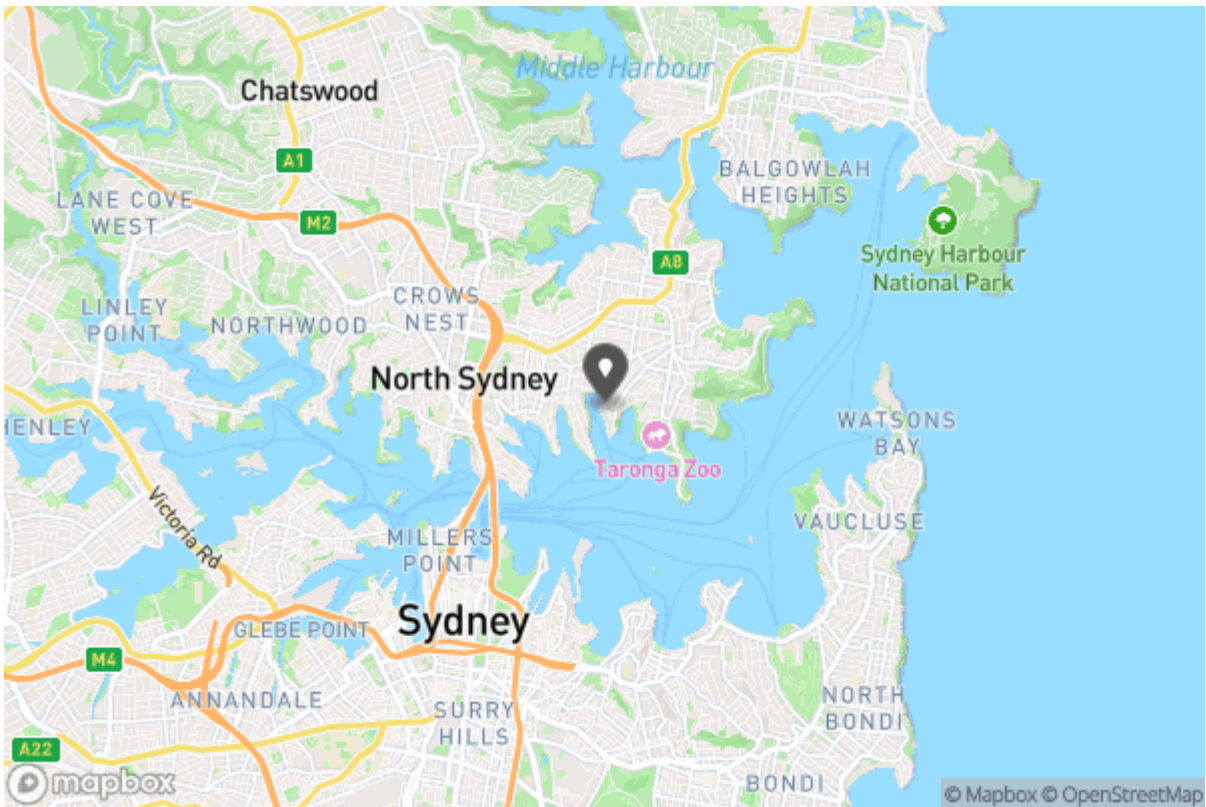 Middle Harbour
Chatswood
A1
BALGOWLAH
HEIGHTS
LANE COVE
WEST
M2
Sydney Harbour
National Park
A8
CROWS
NEST
LINLEY
POINT
NORTHWOOD
North Sydney
HENLEY
WATSONS
BAY
Taronga Zoo
Victoria Rd
VAUCLUSE
MILLERS
POINT
Sydney
GLEBE POINT
M4
ANNANDALE
SURRY
HILLS
NORTH
BONDI
A22
BONDI
mapbox
© Mapbox © OpenStreetMap